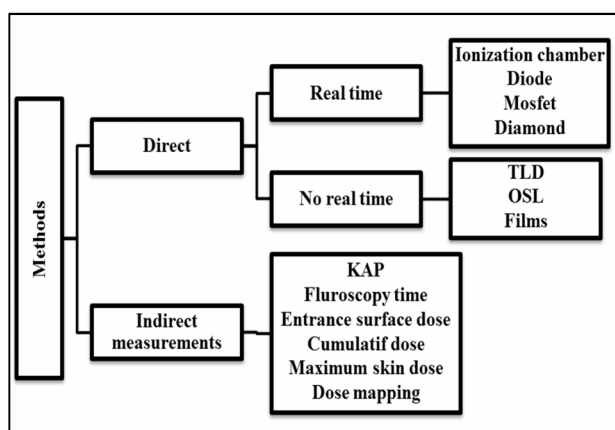 Methods
Direct
Real time
Ionization chamber
Diode
Mosfet
Diamond
No real time
TLD
OSL
Films
Indirect
measurements
KAP
Fluroscopy time
Entrance surface dose
Cumulatif dose
Maximum skin dose
Dose mapping